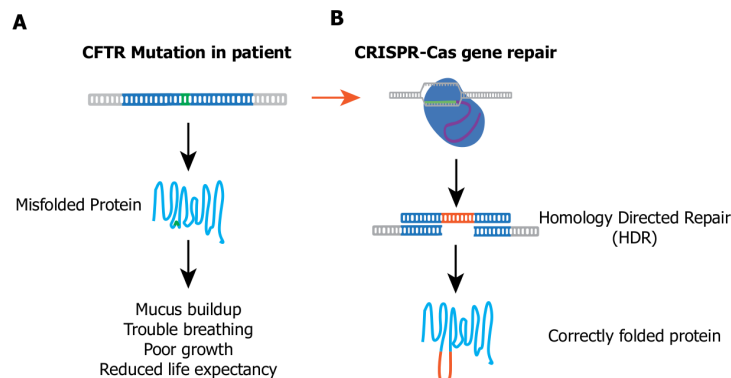 A
CFTR Mutation in patient
Misfolded Protein
Mucus buildup
Trouble breathing
Poor growth
Reduced life expectancy
B
CRISPR-Cas gene repair
Homology Directed Repair
(HDR)
Correctly folded protein